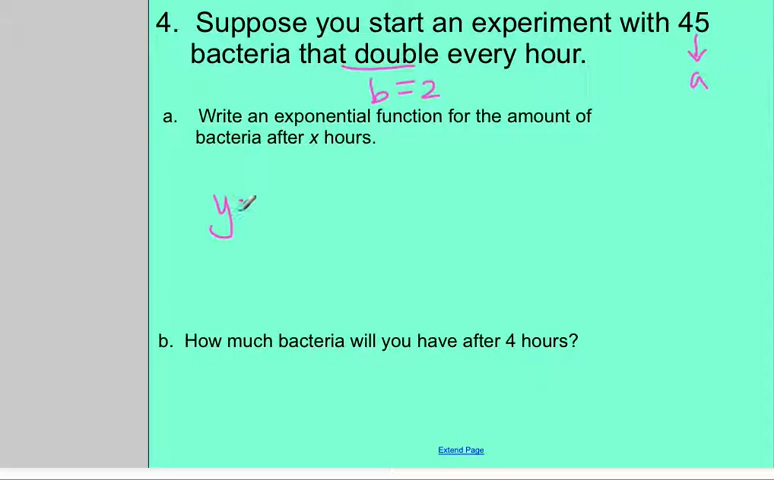 4. Suppose you start an experiment with 45
bacteria that double every hour.
b=2
a
a. Write an exponential function for the amount of
bacteria after x hours.
y=
b. How much bacteria will you have after 4 hours?
Extend Page